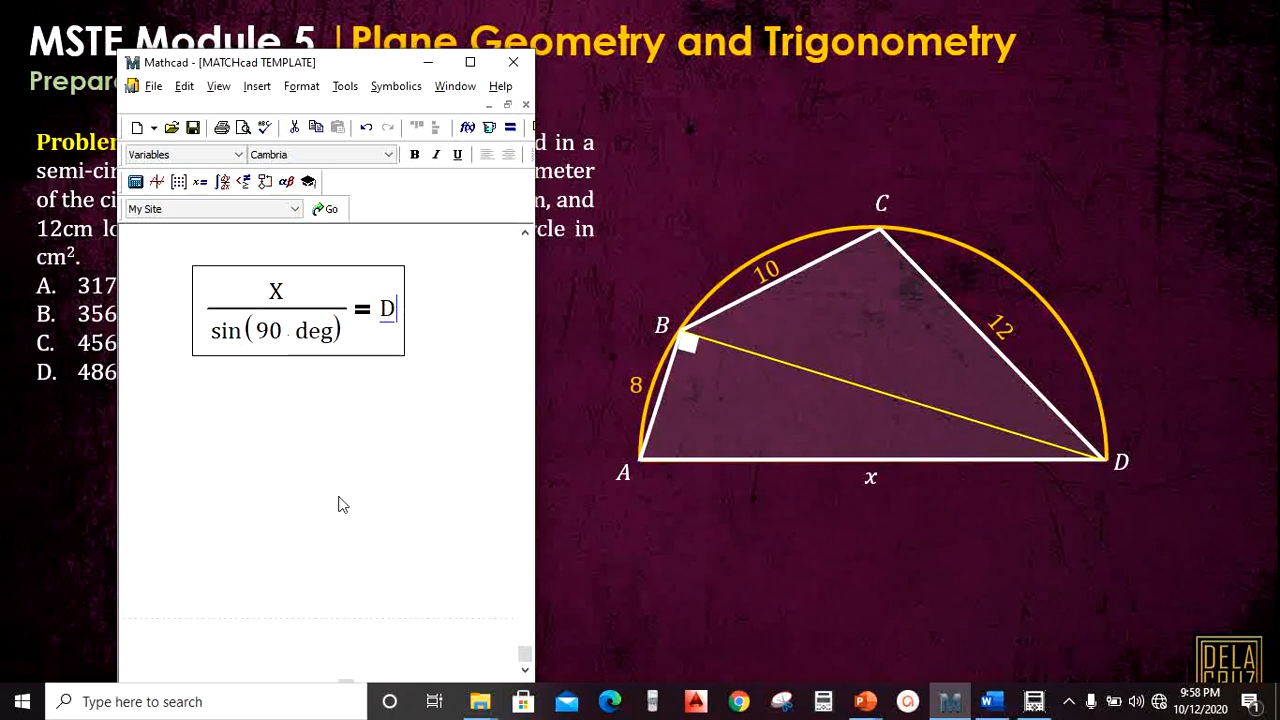 MSTE Module 5 | Plane Geometry and Trigonometry
Mathcad - [MATCHcad TEMPLATE]
File Edit View Insert Format Tools Symbolics Window Help
Variables Cambria B I U
My Site Go
d in a
semi-cir meter
of the ci m, and
12cm lo rcle in
cm².
A. 317
B. 356
C. 456
D. 486
X
sin(90 · deg) = D
C
10
B
12
8
A
D
x
DELA
CRUZ
Type here to search
9:58 PM
10/12/2020